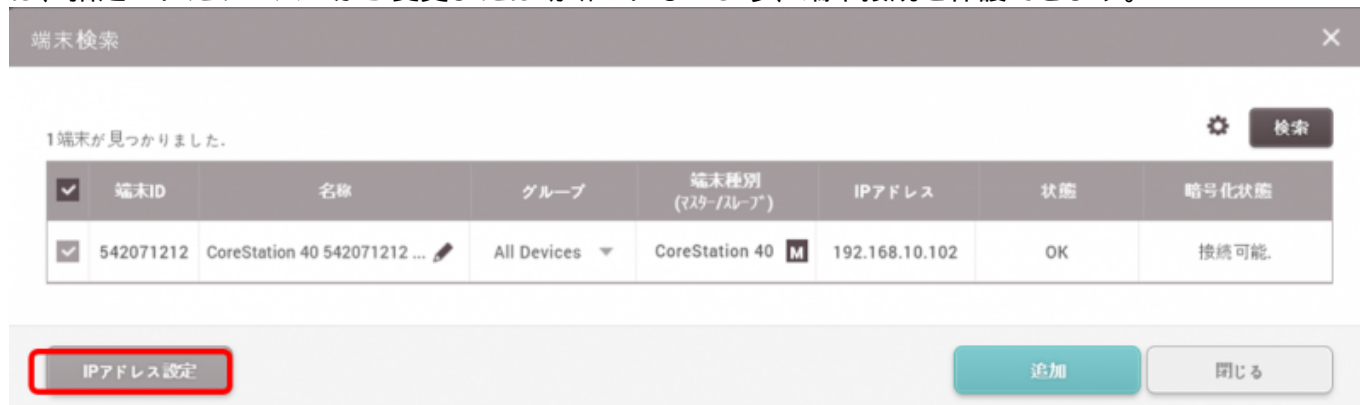 端末検索
1端末が見つかりました.
検索
端末ID 名称 グループ 端末種別 (ﾏｽﾀｰ/ｽﾚｰﾌﾞ) IPアドレス 状態 暗号化状態
542071212 CoreStation 40 542071212 ... All Devices CoreStation 40 M 192.168.10.102 OK 接続可能.
IPアドレス設定 追加 閉じる